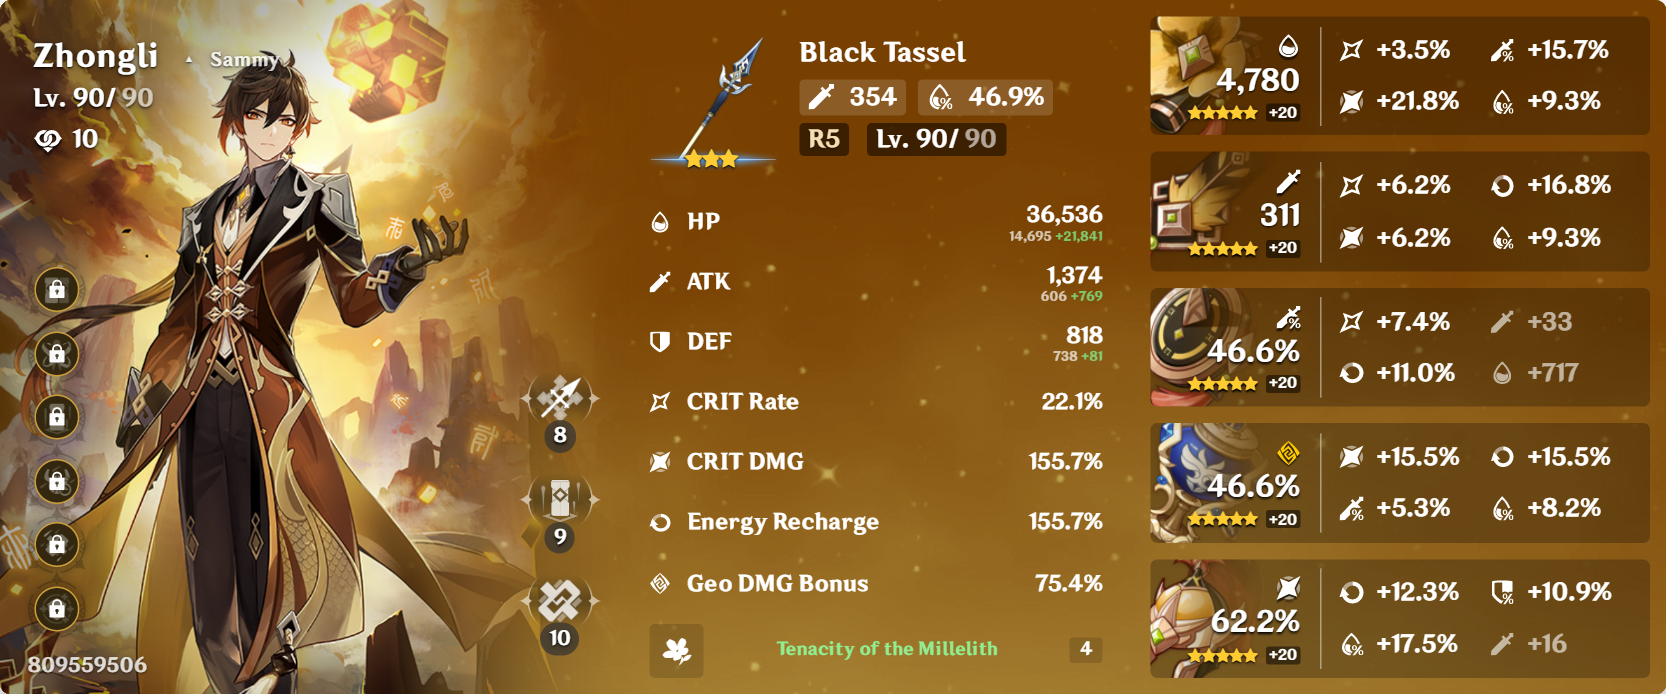 Zhongli Sammy
Lv. 90/ 90
10
809559506
8
9
10
Black Tassel
354 46.9%
R5 Lv. 90/ 90
HP 36,536
14,695 +21,841
ATK 1,374
606 +769
DEF 818
738 +81
CRIT Rate 22.1%
CRIT DMG 155.7%
Energy Recharge 155.7%
Geo DMG Bonus 75.4%
Tenacity of the Millelith 4
4,780
+20
+3.5% +15.7%
+21.8% +9.3%
311
+20
+6.2% +16.8%
+6.2% +9.3%
46.6%
+20
+7.4% +33
+11.0% +717
46.6%
+20
+15.5% +15.5%
+5.3% +8.2%
62.2%
+20
+12.3% +10.9%
+17.5% +16